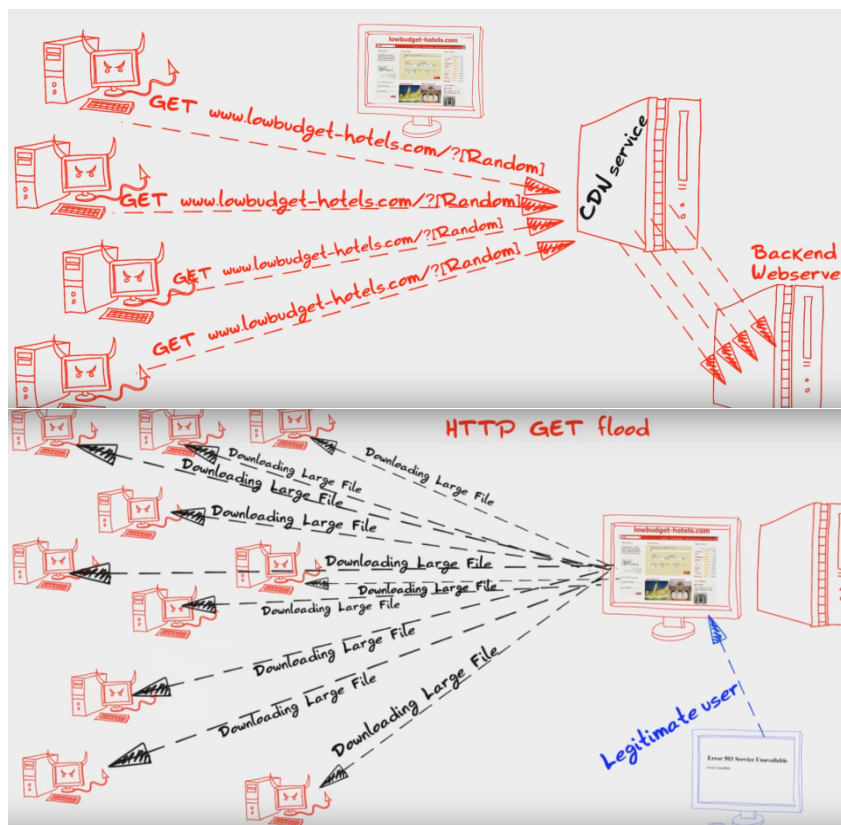 lowbudget-hotels.com
GET www.lowbudget-hotels.com/?[Random]
GET www.lowbudget-hotels.com/?[Random]
GET www.lowbudget-hotels.com/?[Random]
GET www.lowbudget-hotels.com/?[Random]
CDN service
Backend
Webserve
HTTP GET flood
Downloading Large File
Downloading Large File
Downloading Large File
Downloading Large File
Downloading Large File
Downloading Large File
Downloading Large File
Downloading Large File
Downloading Large File
Downloading Large File
lowbudget-hotels.com
Legitimate user
Error 503 Service Unavailable